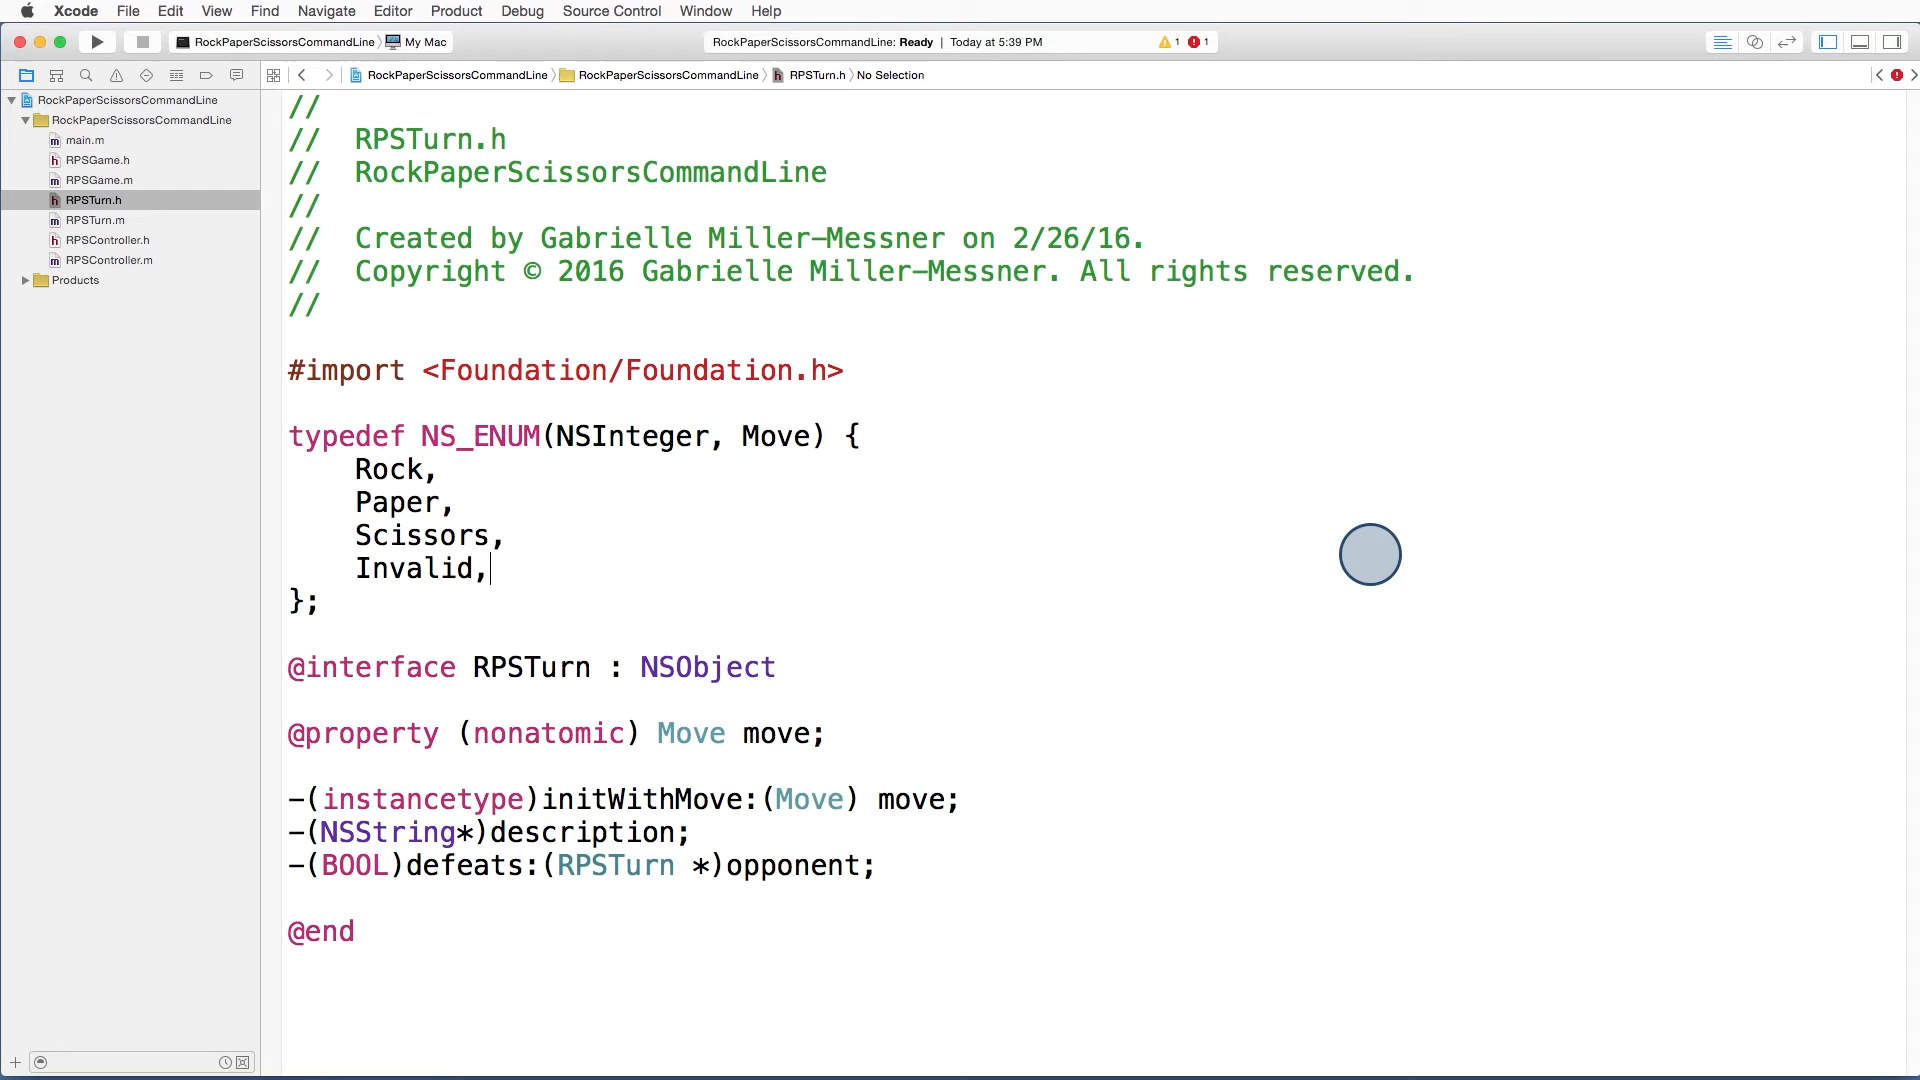 Xcode File Edit View Find Navigate Editor Product Debug Source Control Window Help
RockPaperScissorsCommandLine My Mac
RockPaperScissorsCommandLine: Ready | Today at 5:39 PM
1 1
RockPaperScissorsCommandLine RockPaperScissorsCommandLine RPSTurn.h No Selection
RockPaperScissorsCommandLine
RockPaperScissorsCommandLine
main.m
RPSGame.h
RPSGame.m
RPSTurn.h
RPSTurn.m
RPSController.h
RPSController.m
Products
//
// RPSTurn.h
// RockPaperScissorsCommandLine
//
// Created by Gabrielle Miller-Messner on 2/26/16.
// Copyright © 2016 Gabrielle Miller-Messner. All rights reserved.
//
#import <Foundation/Foundation.h>
typedef NS_ENUM(NSInteger, Move) {
Rock,
Paper,
Scissors,
Invalid,
};
@interface RPSTurn : NSObject
@property (nonatomic) Move move;
-(instancetype)initWithMove:(Move) move;
-(NSString*)description;
-(BOOL)defeats:(RPSTurn *)opponent;
@end